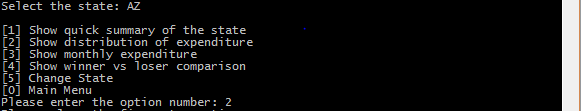 Select the state: AZ
[1] Show quick summary of the state
[2] Show distribution of expenditure
[3] Show monthly expenditure
[4] Show winner vs loser comparison
[5] Change State
[0] Main Menu
Please enter the option number: 2